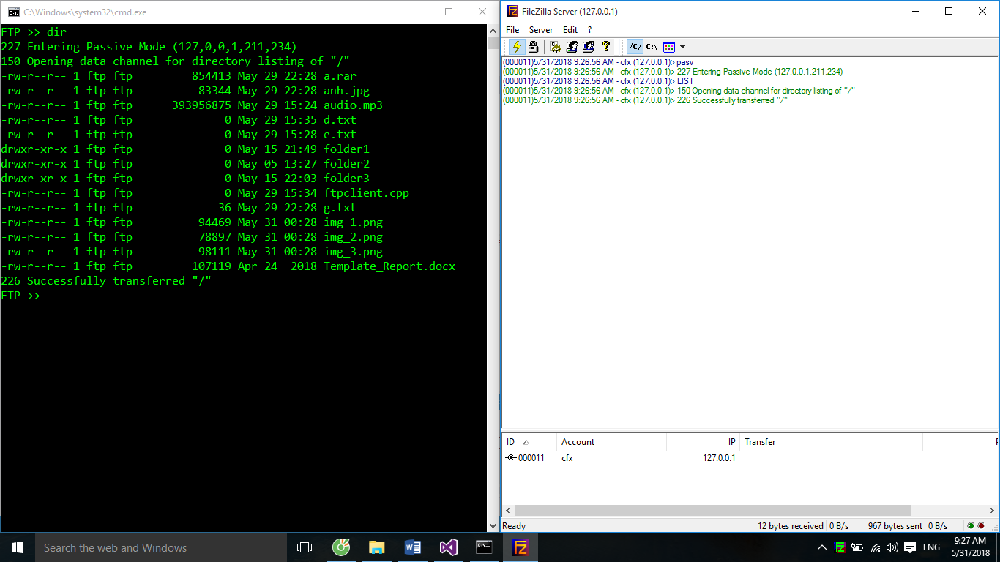 C:\Windows\system32\cmd.exe
FTP >> dir
227 Entering Passive Mode (127,0,0,1,211,234)
150 Opening data channel for directory listing of "/"
-rw-r--r-- 1 ftp ftp         854413 May 29 22:28 a.rar
-rw-r--r-- 1 ftp ftp          83344 May 29 22:28 anh.jpg
-rw-r--r-- 1 ftp ftp      393956875 May 29 15:24 audio.mp3
-rw-r--r-- 1 ftp ftp              0 May 29 15:35 d.txt
-rw-r--r-- 1 ftp ftp              0 May 29 15:28 e.txt
drwxr-xr-x 1 ftp ftp              0 May 15 21:49 folder1
drwxr-xr-x 1 ftp ftp              0 May 05 13:27 folder2
drwxr-xr-x 1 ftp ftp              0 May 15 22:03 folder3
-rw-r--r-- 1 ftp ftp              0 May 29 15:34 ftpclient.cpp
-rw-r--r-- 1 ftp ftp             36 May 29 22:28 g.txt
-rw-r--r-- 1 ftp ftp          94469 May 31 00:28 img_1.png
-rw-r--r-- 1 ftp ftp          78897 May 31 00:28 img_2.png
-rw-r--r-- 1 ftp ftp          98111 May 31 00:28 img_3.png
-rw-r--r-- 1 ftp ftp         107119 Apr 24  2018 Template_Report.docx
226 Successfully transferred "/"
FTP >>
FileZilla Server (127.0.0.1)
File Server Edit ?
/C/ C:\
(000011)5/31/2018 9:26:56 AM - cfx (127.0.0.1)> pasv
(000011)5/31/2018 9:26:56 AM - cfx (127.0.0.1)> 227 Entering Passive Mode (127,0,0,1,211,234)
(000011)5/31/2018 9:26:56 AM - cfx (127.0.0.1)> LIST
(000011)5/31/2018 9:26:56 AM - cfx (127.0.0.1)> 150 Opening data channel for directory listing of "/"
(000011)5/31/2018 9:26:56 AM - cfx (127.0.0.1)> 226 Successfully transferred "/"
ID Account IP Transfer
000011 cfx 127.0.0.1
Ready 12 bytes received 0 B/s 967 bytes sent 0 B/s
Search the web and Windows
ENG
9:27 AM
5/31/2018